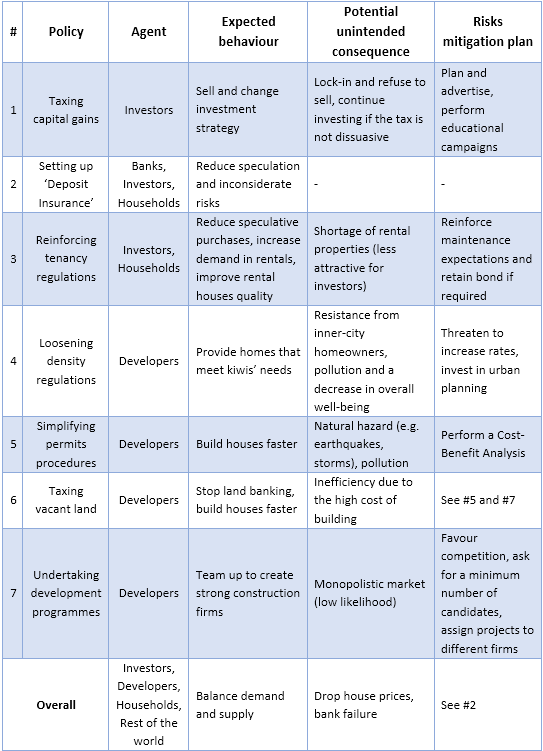 # Policy Agent Expected behaviour Potential unintended consequence Risks mitigation plan
1 Taxing capital gains Investors Sell and change investment strategy Lock-in and refuse to sell, continue investing if the tax is not dissuasive Plan and advertise, perform educational campaigns
2 Setting up ‘Deposit Insurance’ Banks, Investors, Households Reduce speculation and inconsiderate risks - -
3 Reinforcing tenancy regulations Investors, Households Reduce speculative purchases, increase demand in rentals, improve rental houses quality Shortage of rental properties (less attractive for investors) Reinforce maintenance expectations and retain bond if required
4 Loosening density regulations Developers Provide homes that meet kiwis’ needs Resistance from inner-city homeowners, pollution and a decrease in overall well-being Threaten to increase rates, invest in urban planning
5 Simplifying permits procedures Developers Build houses faster Natural hazard (e.g. earthquakes, storms), pollution Perform a Cost-Benefit Analysis
6 Taxing vacant land Developers Stop land banking, build houses faster Inefficiency due to the high cost of building See #5 and #7
7 Undertaking development programmes Developers Team up to create strong construction firms Monopolistic market (low likelihood) Favour competition, ask for a minimum number of candidates, assign projects to different firms
Overall Investors, Developers, Households, Rest of the world Balance demand and supply Drop house prices, bank failure See #2